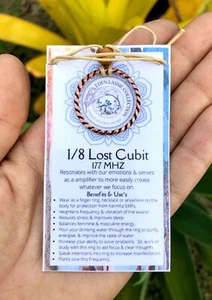 EDEN
1/8 Lost Cubit
177 MHZ
Resonates with our emotions & serves
as a amplifier to more easily create
whatever we focus on.
Benefits & Use's
• Wear as a finger ring, necklace or anywhere on the
body for protection from harmful EMFs.
• Heightens frequency & vibration of the wearer
• Reduces stress & improves sleep
• Balances feminine & masculine energy
• Pour your drinking water through the ring to purify,
energize, & improve the taste of water
• Increase your ability to solve problems. Sit, work or
study with this ring to aid focus & clear thought.
• Speak intent/prayers into ring to increase manifestation
• Plants love this frequency